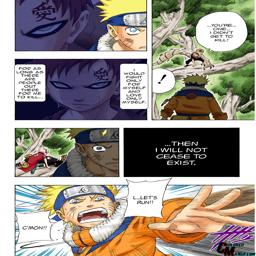 愛
...YOU'RE...
ONE...
I DIDN'T
GET TO
KILL!
FOR AS
LONG AS
THERE
ARE
PEOPLE
OUT
THERE
FOR ME
TO KILL...
I
WOULD
FIGHT
ONLY FOR
MYSELF
AND
LOVE
ONLY
MYSELF.
!
...THEN
I WILL NOT
CEASE TO
EXIST.
L...LET'S
RUN!!
C'MON!!